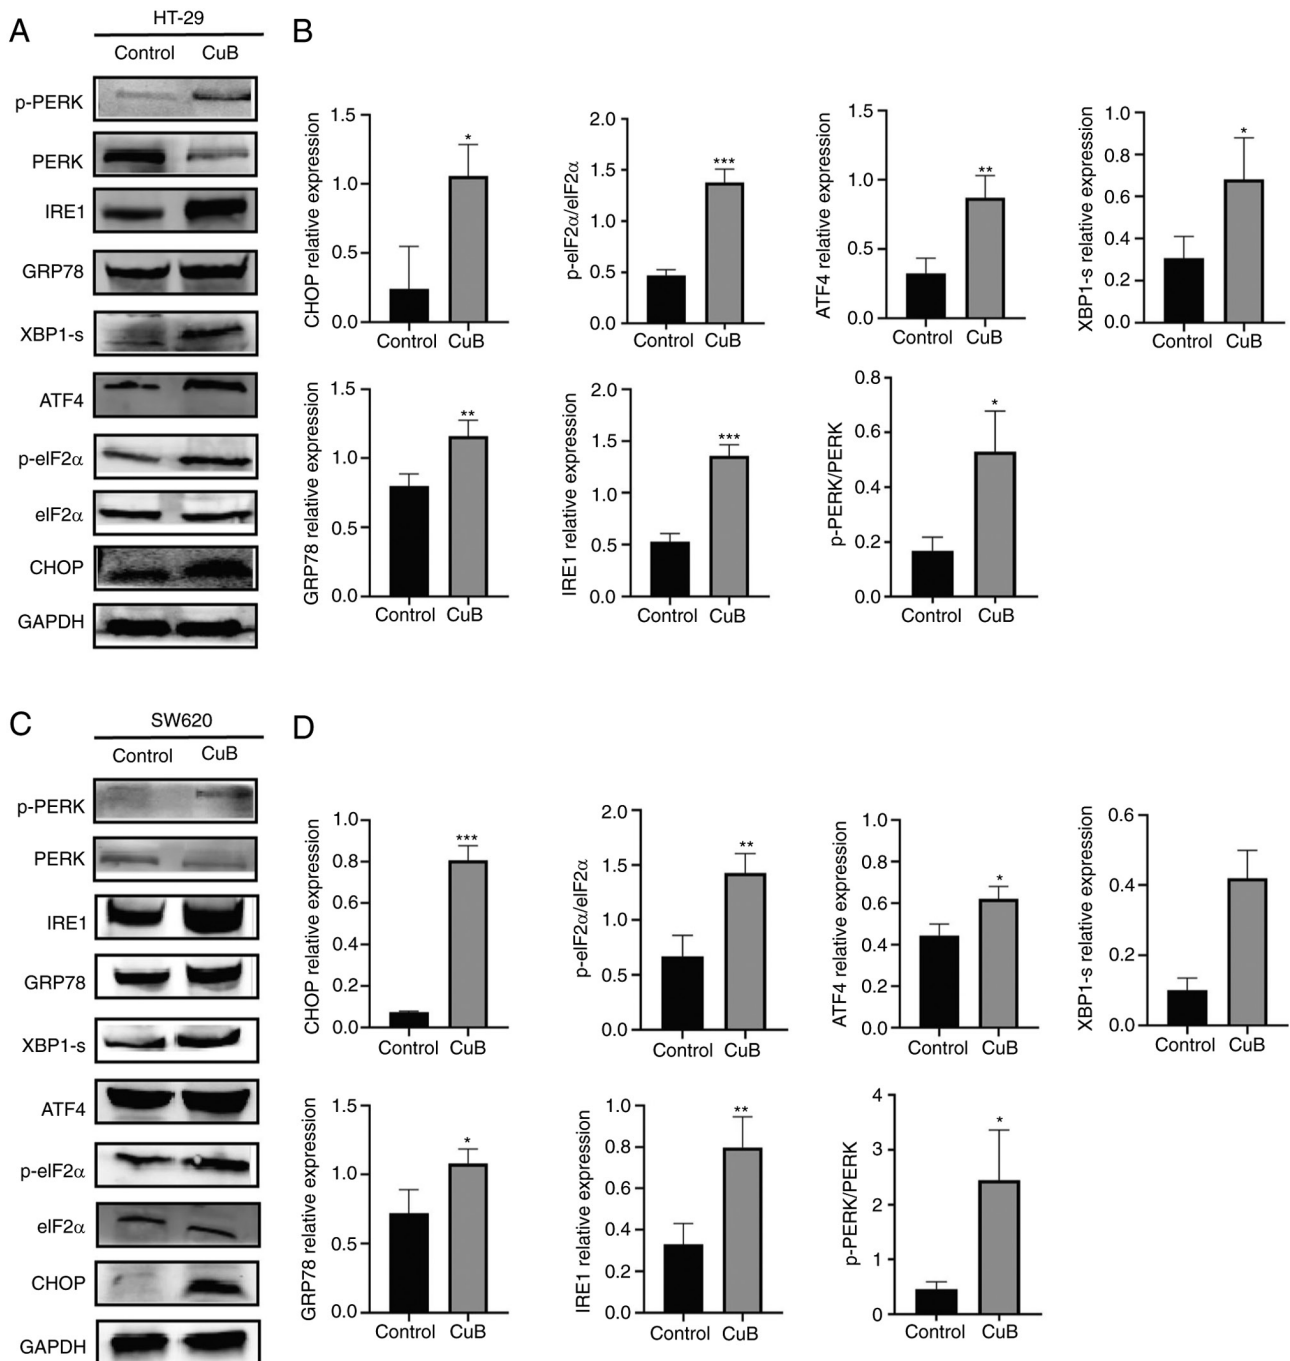 A
HT-29
Control CuB
p-PERK
PERK
IRE1
GRP78
XBP1-s
ATF4
p-eIF2α
eIF2α
CHOP
GAPDH
B
CHOP relative expression
1.5
1.0
0.5
0.0
*
Control CuB
p-eIF2α/eIF2α
2.0
1.5
1.0
0.5
0.0
***
Control CuB
ATF4 relative expression
1.5
1.0
0.5
0.0
**
Control CuB
XBP1-s relative expression
1.0
0.8
0.6
0.4
0.2
0.0
*
Control CuB
GRP78 relative expression
1.5
1.0
0.5
0.0
**
Control CuB
IRE1 relative expression
2.0
1.5
1.0
0.5
0.0
***
Control CuB
p-PERK/PERK
0.8
0.6
0.4
0.2
0.0
*
Control CuB
C
SW620
Control CuB
p-PERK
PERK
IRE1
GRP78
XBP1-s
ATF4
p-eIF2α
eIF2α
CHOP
GAPDH
D
CHOP relative expression
1.0
0.8
0.6
0.4
0.2
0.0
***
Control CuB
p-eIF2α/eIF2α
2.0
1.5
1.0
0.5
0.0
**
Control CuB
ATF4 relative expression
1.0
0.8
0.6
0.4
0.2
0.0
*
Control CuB
XBP1-s relative expression
0.6
0.4
0.2
0.0
Control CuB
GRP78 relative expression
1.5
1.0
0.5
0.0
*
Control CuB
IRE1 relative expression
1.0
0.8
0.6
0.4
0.2
0.0
**
Control CuB
p-PERK/PERK
4
3
2
1
0
*
Control CuB